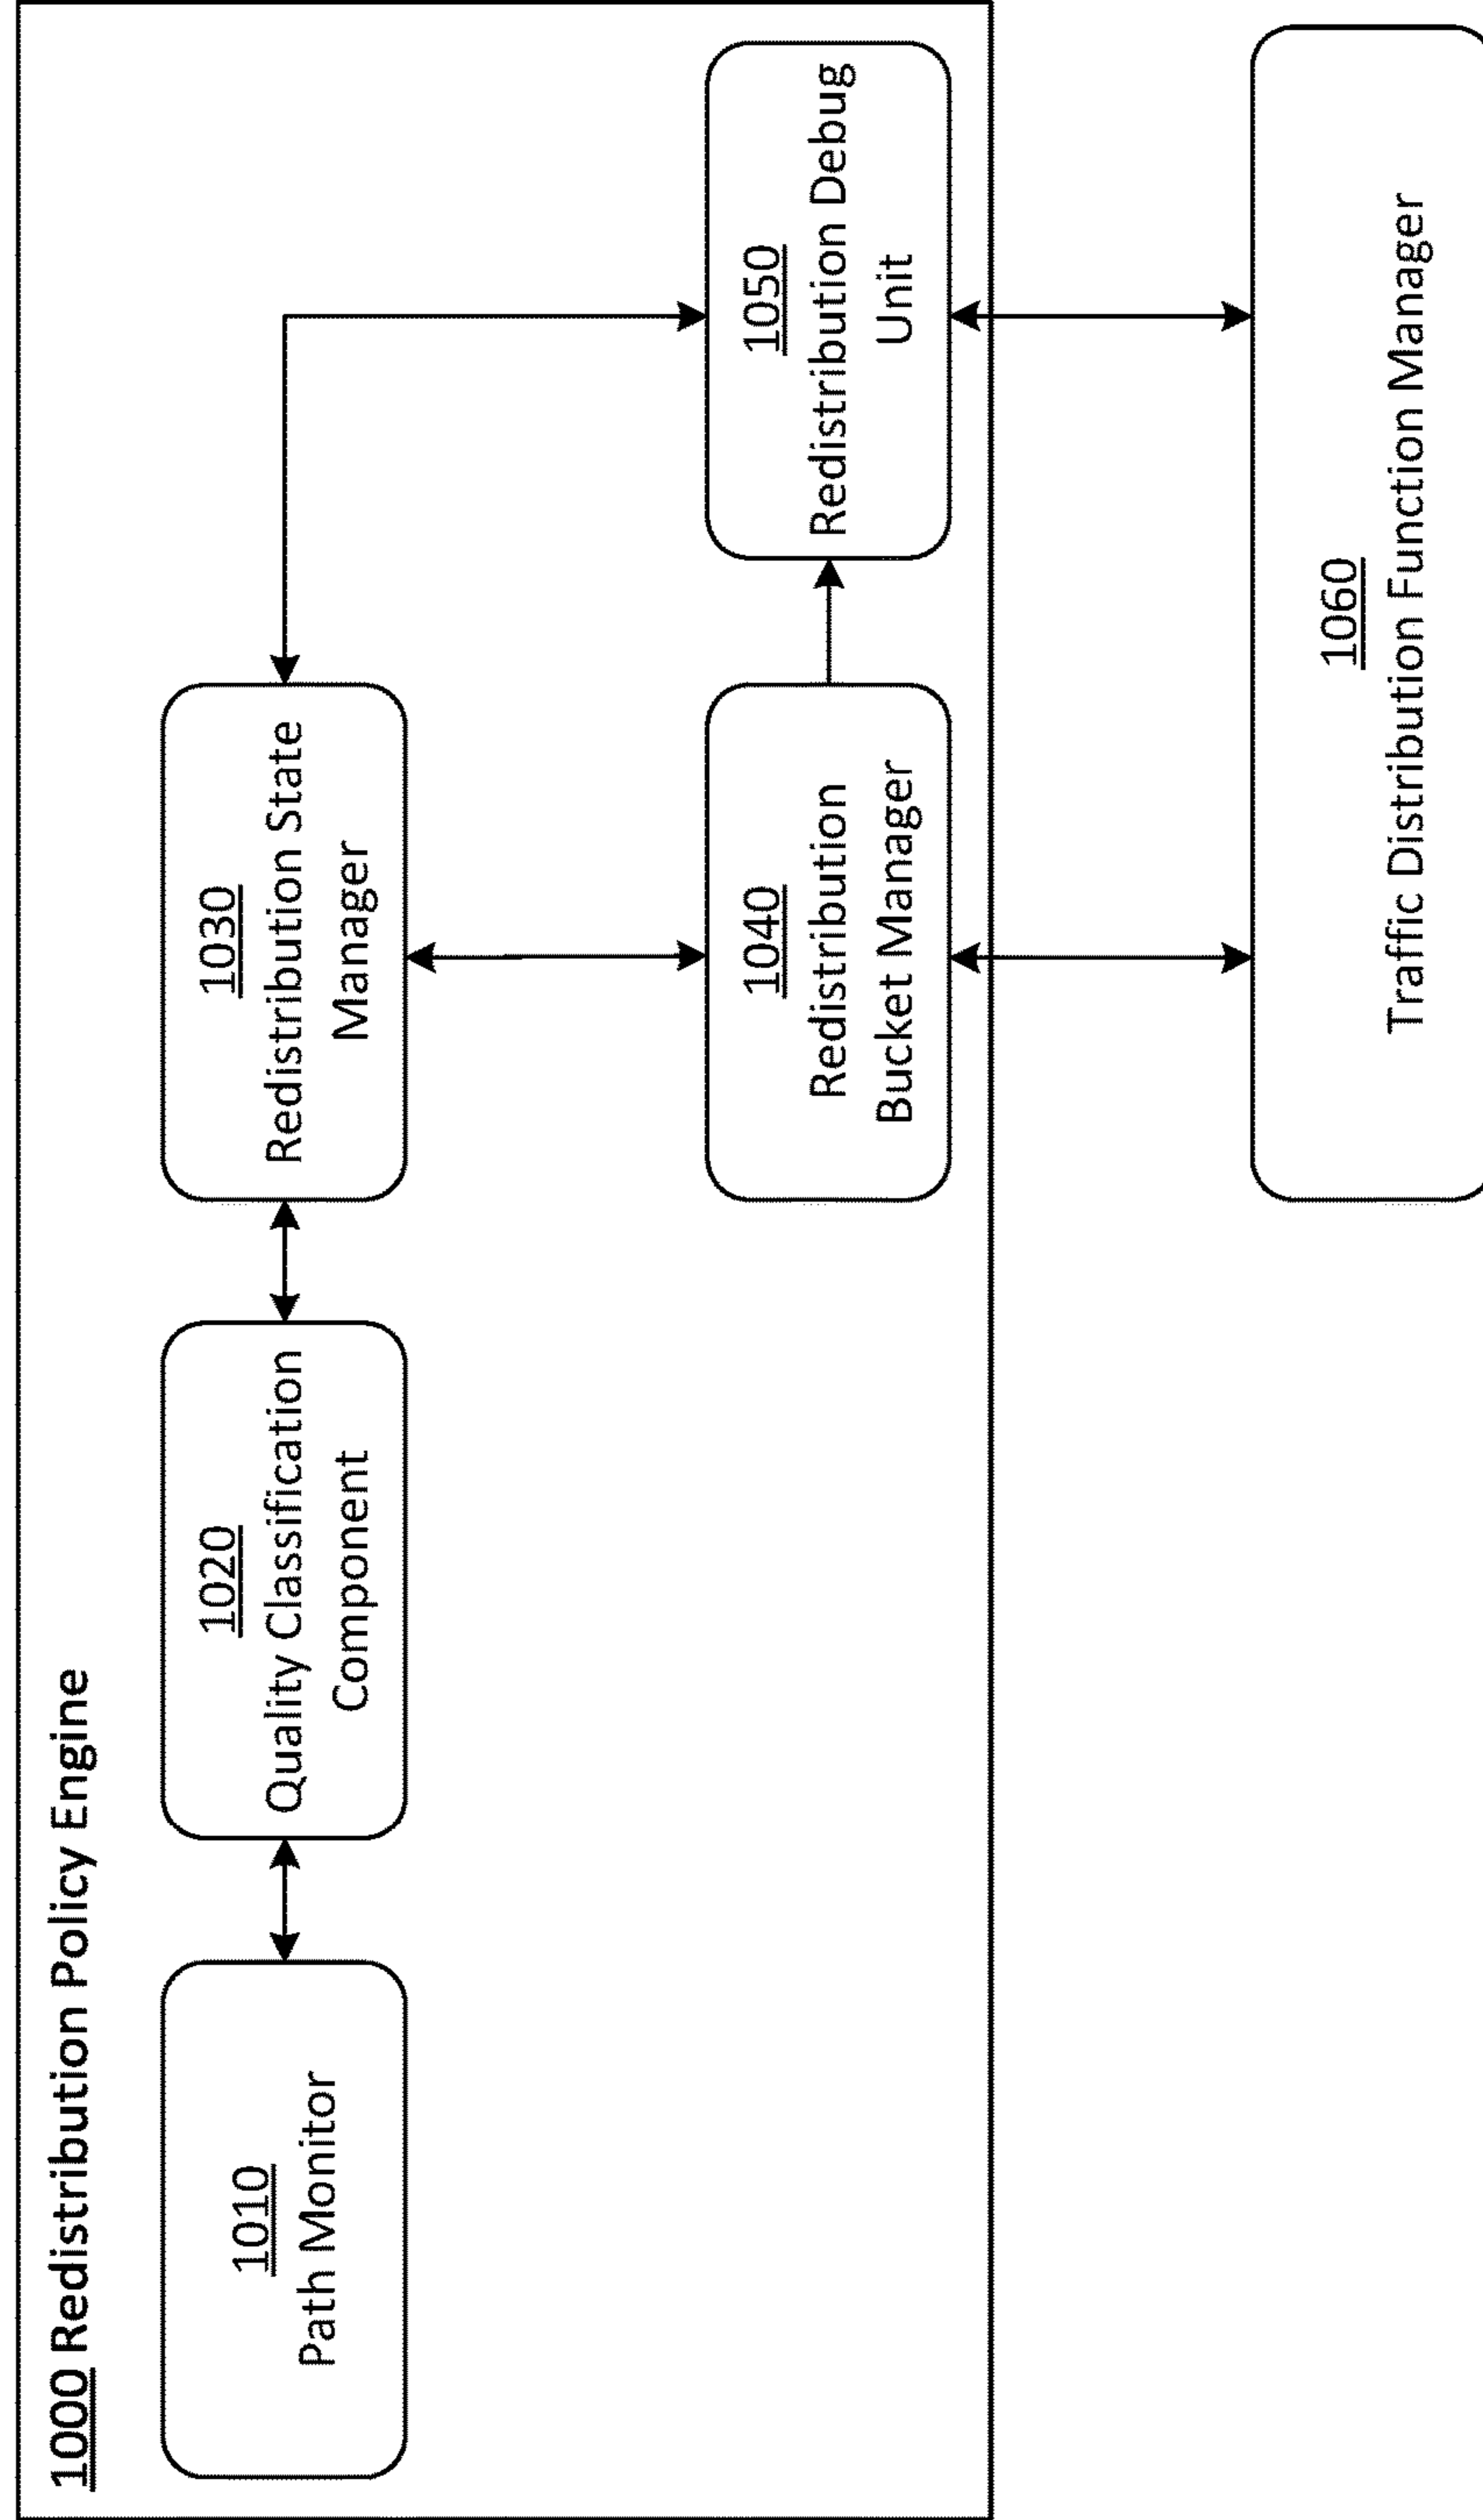 1000 Redistribution Policy Engine
1010
Path Monitor
1020
Quality Classification
Component
1030
Redistribution State
Manager
1040
Redistribution
Bucket Manager
1050
Redistribution Debug
Unit
1060
Traffic Distribution Function Manager